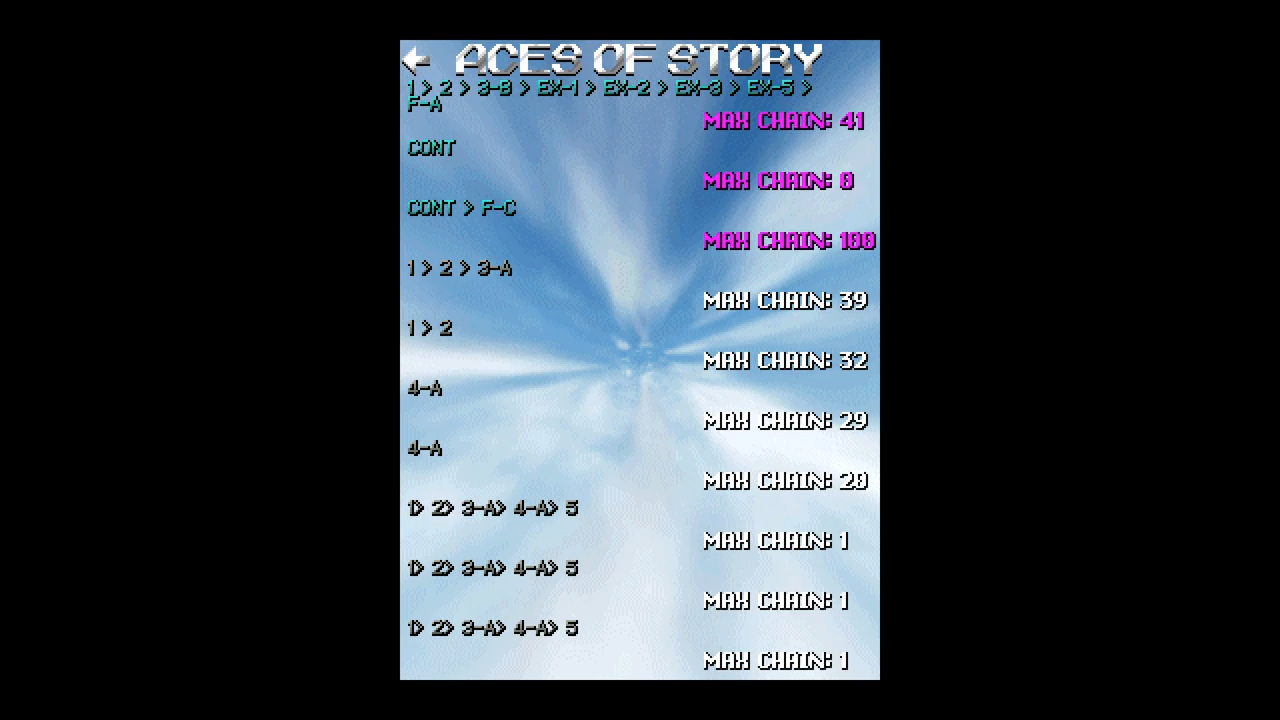 ← ACES OF STORY
1 > 2 > 3-B > EX-1 > EX-2 > EX-3 > EX-5 >
F-A
MAX CHAIN: 41
CONT
MAX CHAIN: 0
CONT > F-C
MAX CHAIN: 100
1 > 2 > 3-A
MAX CHAIN: 39
1 > 2
MAX CHAIN: 32
4-A
MAX CHAIN: 29
4-A
MAX CHAIN: 20
1> 2> 3-A> 4-A> 5
MAX CHAIN: 1
1> 2> 3-A> 4-A> 5
MAX CHAIN: 1
1> 2> 3-A> 4-A> 5
MAX CHAIN: 1